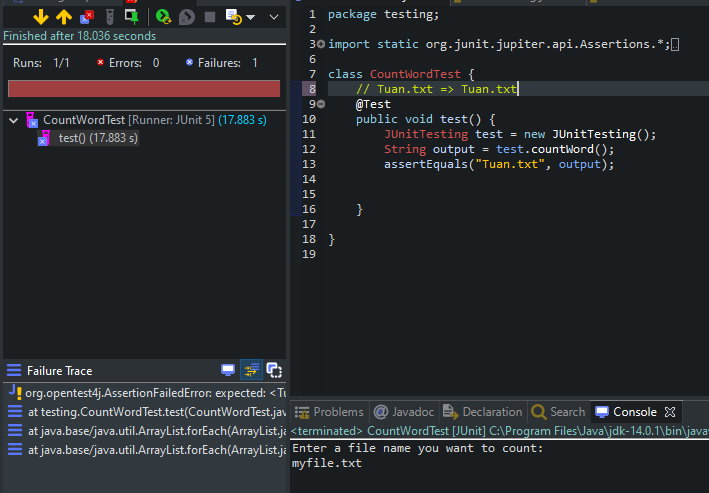 Finished after 18.036 seconds
Runs: 1/1 Errors: 0 Failures: 1
CountWordTest [Runner: JUnit 5] (17.883 s)
test() (17.883 s)
Failure Trace
org.opentest4j.AssertionFailedError: expected: <Tu
at testing.CountWordTest.test(CountWordTest.jav
at java.base/java.util.ArrayList.forEach(ArrayList.ja
at java.base/java.util.ArrayList.forEach(ArrayList.ja
1 package testing;
2
3 import static org.junit.jupiter.api.Assertions.*;
6
7 class CountWordTest {
8 // Tuan.txt => Tuan.txt
9 @Test
10 public void test() {
11 JUnitTesting test = new JUnitTesting();
12 String output = test.countWord();
13 assertEquals("Tuan.txt", output);
14
15
16 }
17
18 }
19
Problems @ Javadoc Declaration Search Console
<terminated> CountWordTest [JUnit] C:\Program Files\Java\jdk-14.0.1\bin\javav
Enter a file name you want to count:
myfile.txt